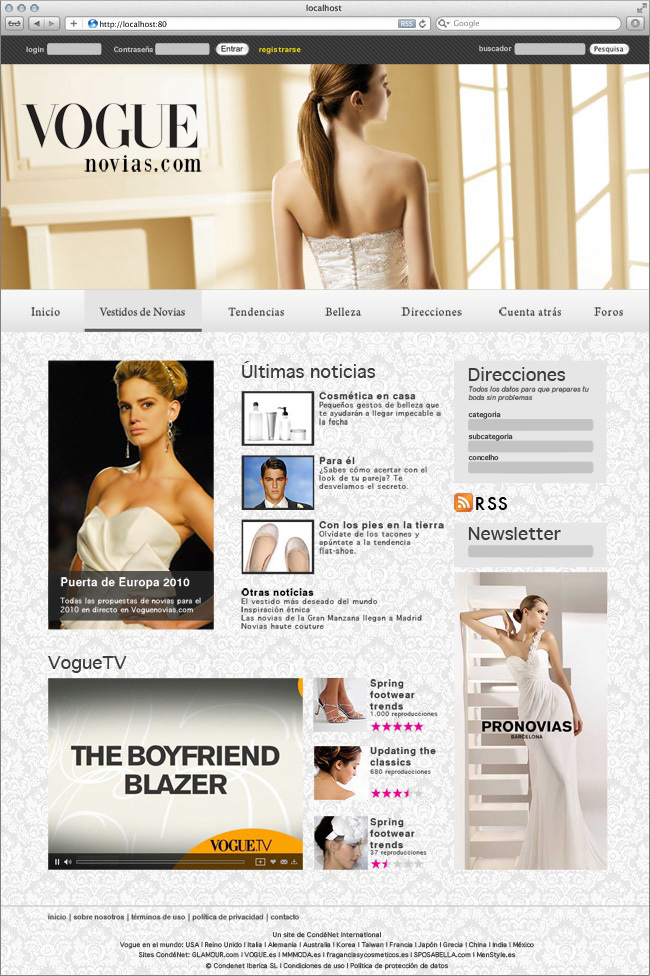 localhost
http://localhost:80
RSS
Google
login
Contraseña
Entrar
registrarse
buscador
Pesquisa
VOGUE
novias.com
Inicio
Vestidos de Novias
Tendencias
Belleza
Direcciones
Cuenta atrás
Foros
Puerta de Europa 2010
Todas las propuestas de novias para el
2010 en directo en Voguenovias.com
Últimas noticias
Cosmética en casa
Pequeños gestos de belleza que
te ayudarán a llegar impecable a
la fecha
Para él
¿Sabes cómo acertar con el
look de tu pareja? Te
desvelamos el secreto.
Con los pies en la tierra
Olvídate de los tacones y
apúntate a la tendencia
flat-shoe.
Otras noticias
El vestido más deseado del mundo
Inspiración étnica
Las novias de la Gran Manzana llegan a Madrid
Novias haute couture
Direcciones
Todos los datos para que prepares tu
boda sin problemas
categoria
subcategoria
concelho
RSS
Newsletter
PRONOVIAS
BARCELONA
VogueTV
THE BOYFRIEND
BLAZER
VOGUE.TV
Spring
footwear
trends
1.000 reproducciones
Updating the
classics
680 reproducciones
Spring
footwear
trends
37 reproducciones
inicio | sobre nosotros | términos de uso | política de privacidad | contacto
Un site de CondéNet International
Vogue en el mundo: USA I Reino Unido I Italia I Alemania I Australia I Korea I Taiwan I Francia I Japón I Grecia I China I India I México
Sites CondéNet: GLAMOUR.com I VOGUE.es I MMMODA.es I fraganciasycosmeticos.es I SPOSABELLA.com I MenStyle.es
© Condenet Iberica SL I Condiciones de uso I Política de protección de datos